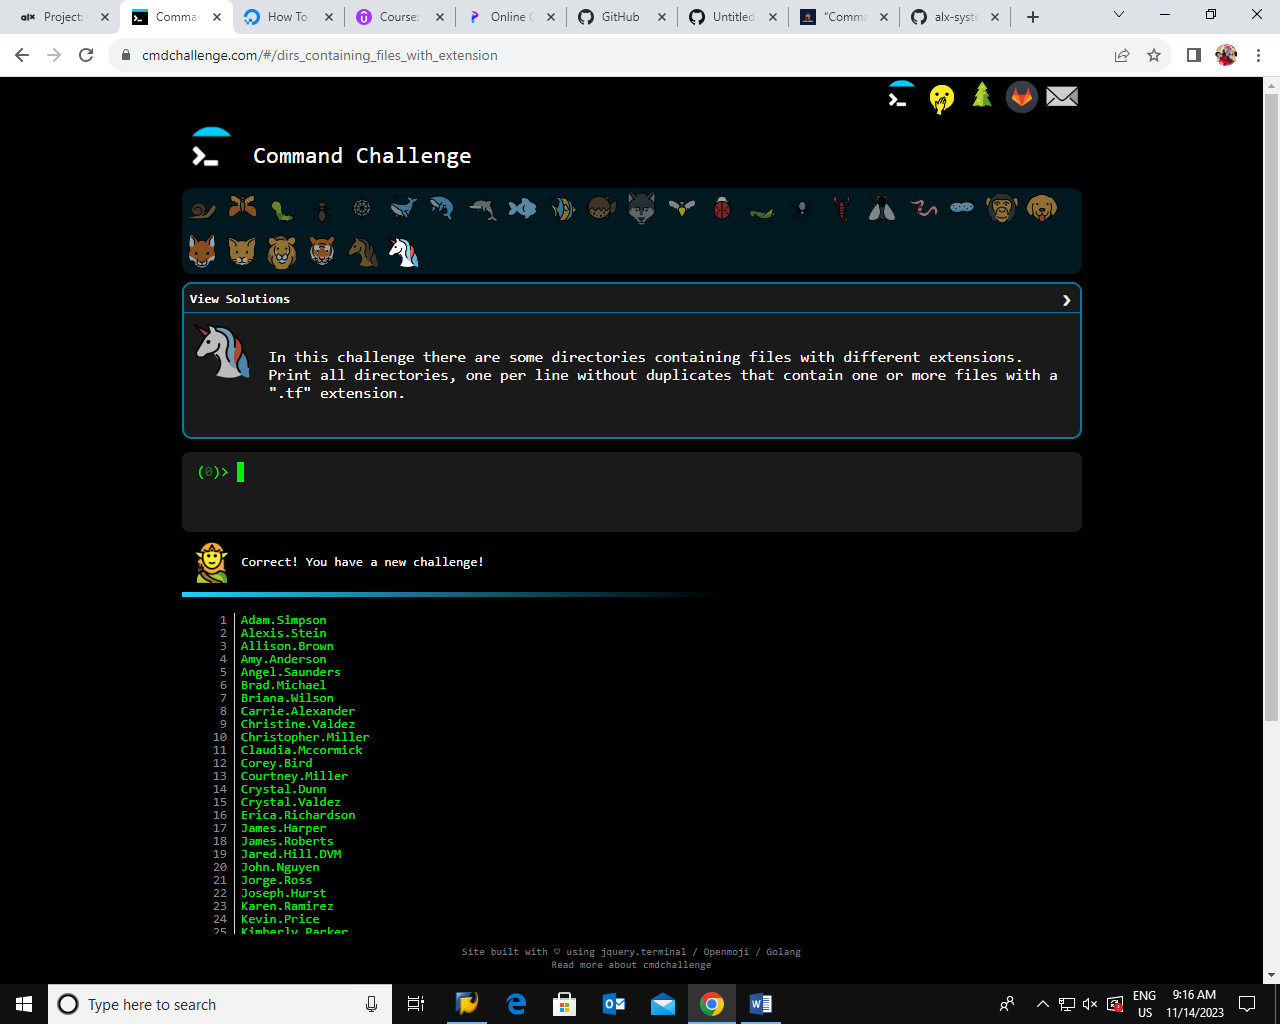 alx Project:
Comma
How To
Course:
Online C
GitHub
Untitled
"Comma
alx-syste
cmdchallenge.com/#/dirs_containing_files_with_extension
Command Challenge
View Solutions
In this challenge there are some directories containing files with different extensions.
Print all directories, one per line without duplicates that contain one or more files with a
".tf" extension.
(0)>
Correct! You have a new challenge!
1 Adam.Simpson
2 Alexis.Stein
3 Allison.Brown
4 Amy.Anderson
5 Angel.Saunders
6 Brad.Michael
7 Briana.Wilson
8 Carrie.Alexander
9 Christine.Valdez
10 Christopher.Miller
11 Claudia.Mccormick
12 Corey.Bird
13 Courtney.Miller
14 Crystal.Dunn
15 Crystal.Valdez
16 Erica.Richardson
17 James.Harper
18 James.Roberts
19 Jared.Hill.DVM
20 John.Nguyen
21 Jorge.Ross
22 Joseph.Hurst
23 Karen.Ramirez
24 Kevin.Price
25 Kimberly.Parker
Site built with ♡ using jquery.terminal / Openmoji / Golang
Read more about cmdchallenge
Type here to search
ENG
US
9:16 AM
11/14/2023